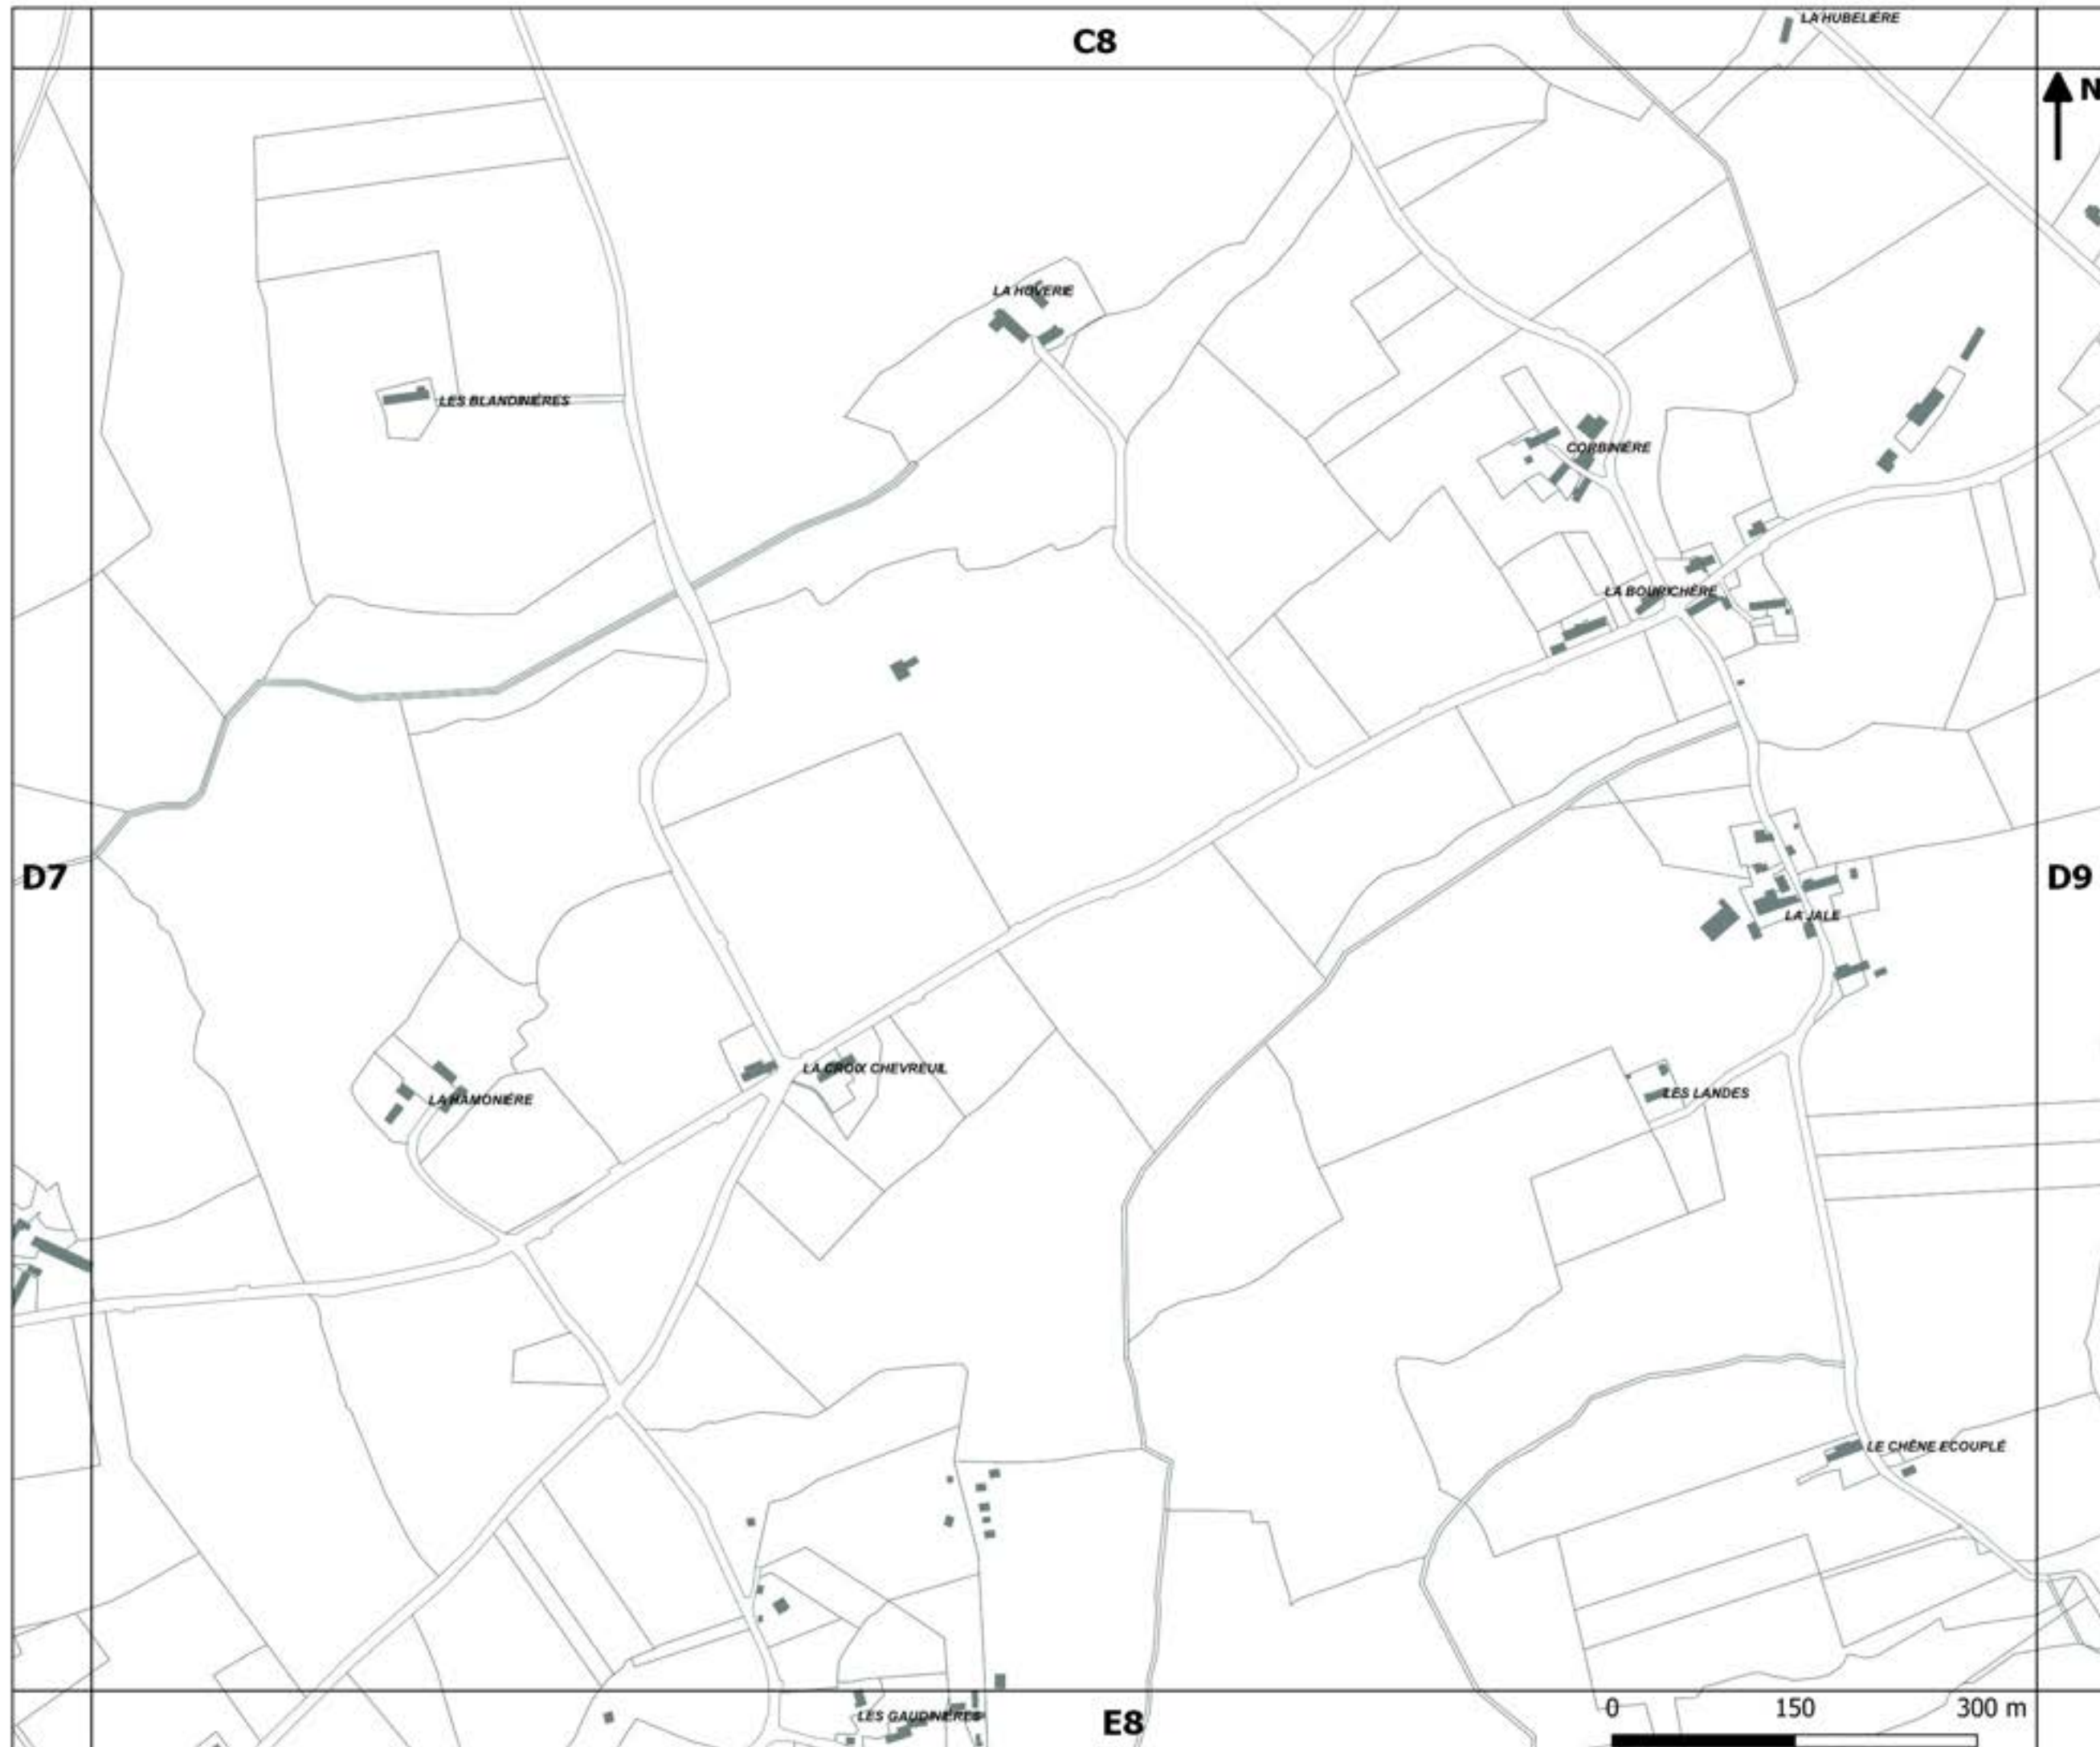 LA HUBELIÈRE
C8
N
LA HUVERIE
LES BLANDINIÈRES
CORBINIÈRE
LA BOURICHÈRE
D7
D9
LA JALE
LA CROIX CHEVREUIL
LES LANDES
LA HAMONIÈRE
LE CHÊNE ECOUPLÉ
0 150 300 m
LES GAUDINIÈRES
E8